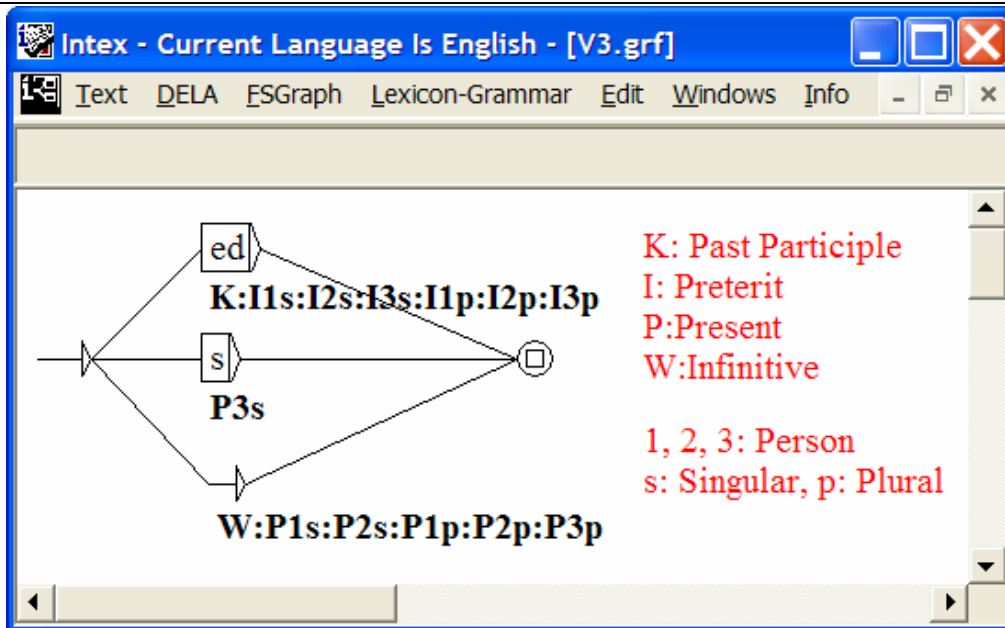 Intex - Current Language Is English - [V3.grf]
Text DELA FSGraph Lexicon-Grammar Edit Windows Info
ed
K:I1s:I2s:I3s:I1p:I2p:I3p
s
P3s
W:P1s:P2s:P1p:P2p:P3p
K: Past Participle
I: Preterit
P:Present
W:Infinitive
1, 2, 3: Person
s: Singular, p: Plural